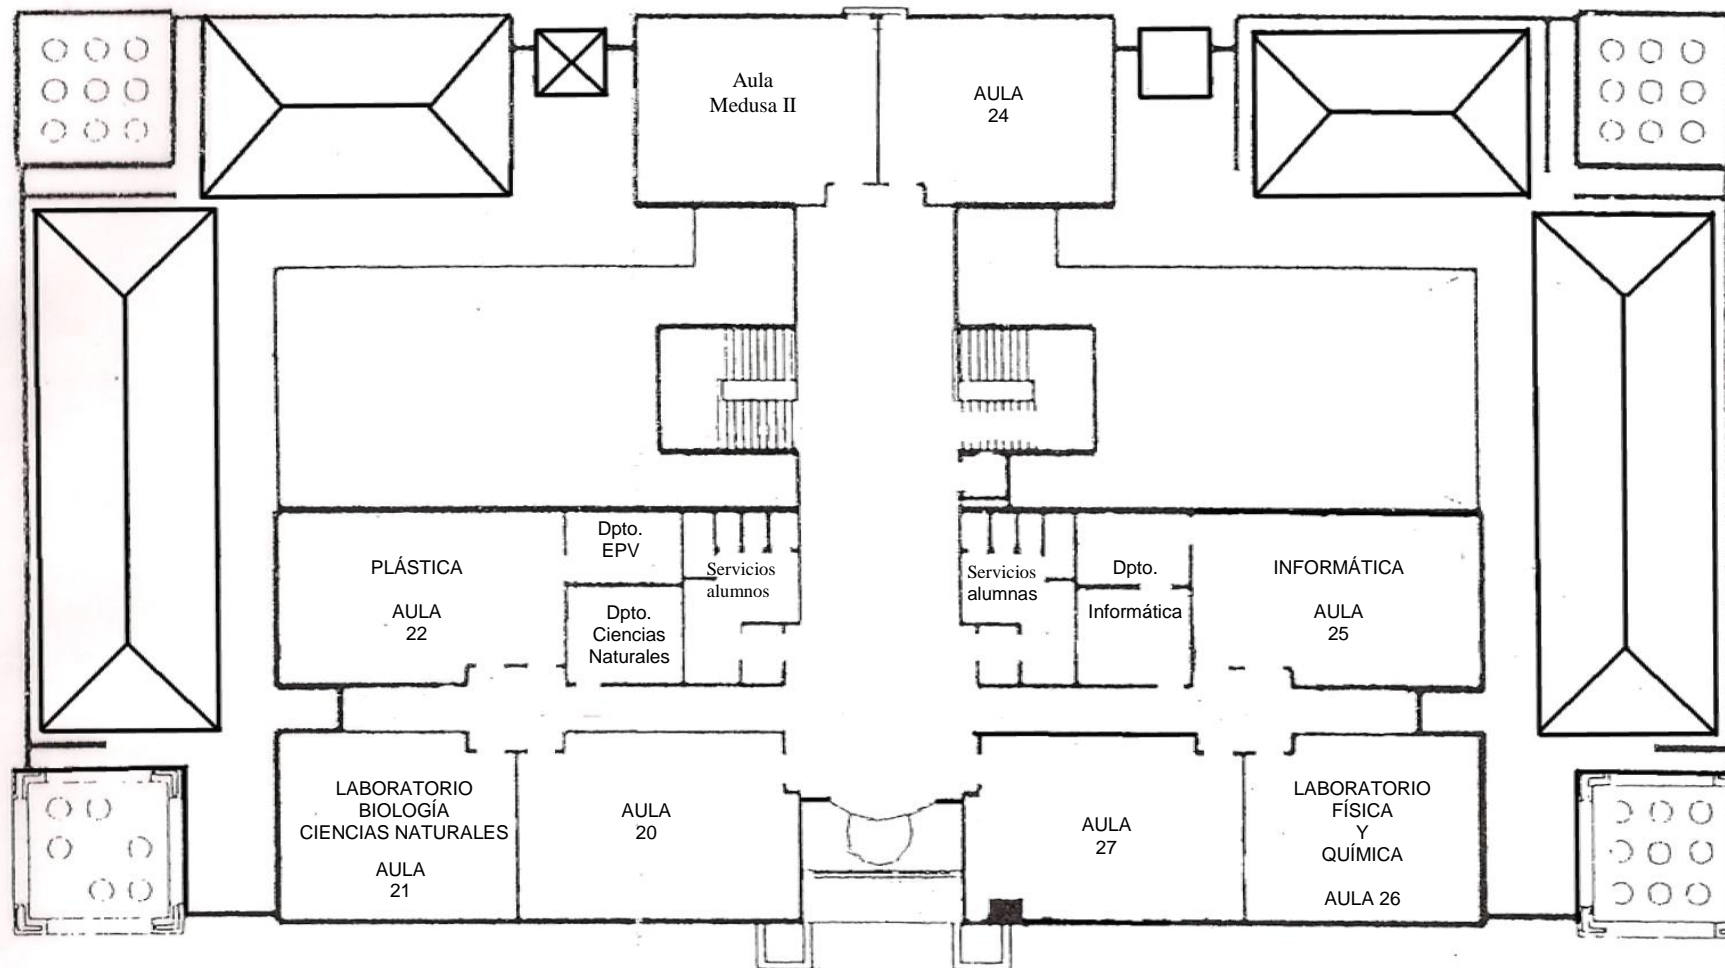 Aula
Medusa II
AULA
24
PLÁSTICA
AULA
22
Dpto.
EPV
Dpto.
Ciencias
Naturales
Servicios
alumnos
Servicios
alumnas
Dpto.
Informática
INFORMÁTICA
AULA
25
LABORATORIO
BIOLOGÍA
CIENCIAS NATURALES
AULA
21
AULA
20
AULA
27
LABORATORIO
FÍSICA
Y
QUÍMICA
AULA 26